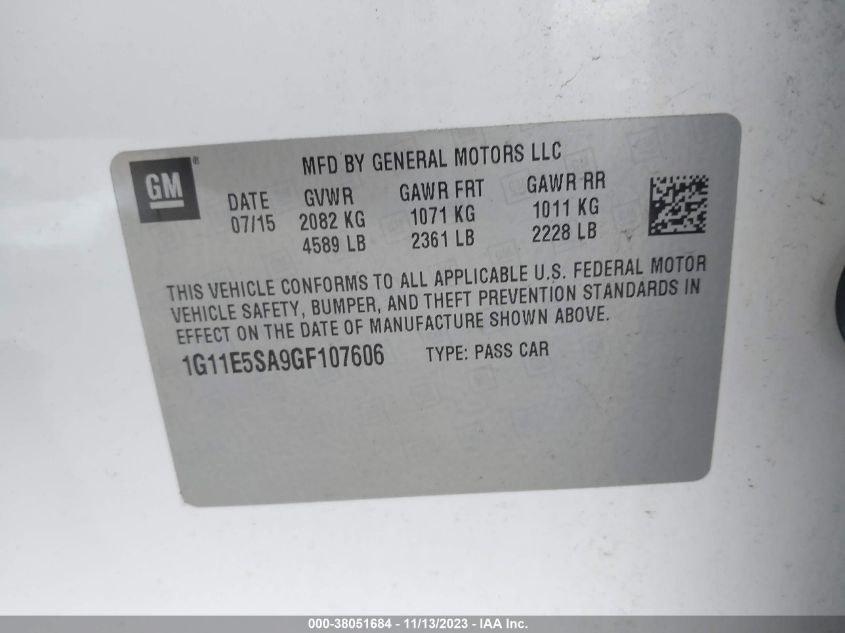 GM®
MFD BY GENERAL MOTORS LLC
DATE GVWR GAWR FRT GAWR RR
07/15 2082 KG 1071 KG 1011 KG
4589 LB 2361 LB 2228 LB
THIS VEHICLE CONFORMS TO ALL APPLICABLE U.S. FEDERAL MOTOR
VEHICLE SAFETY, BUMPER, AND THEFT PREVENTION STANDARDS IN
EFFECT ON THE DATE OF MANUFACTURE SHOWN ABOVE.
1G11E5SA9GF107606 TYPE: PASS CAR
000-38051684 - 11/13/2023 - IAA Inc.